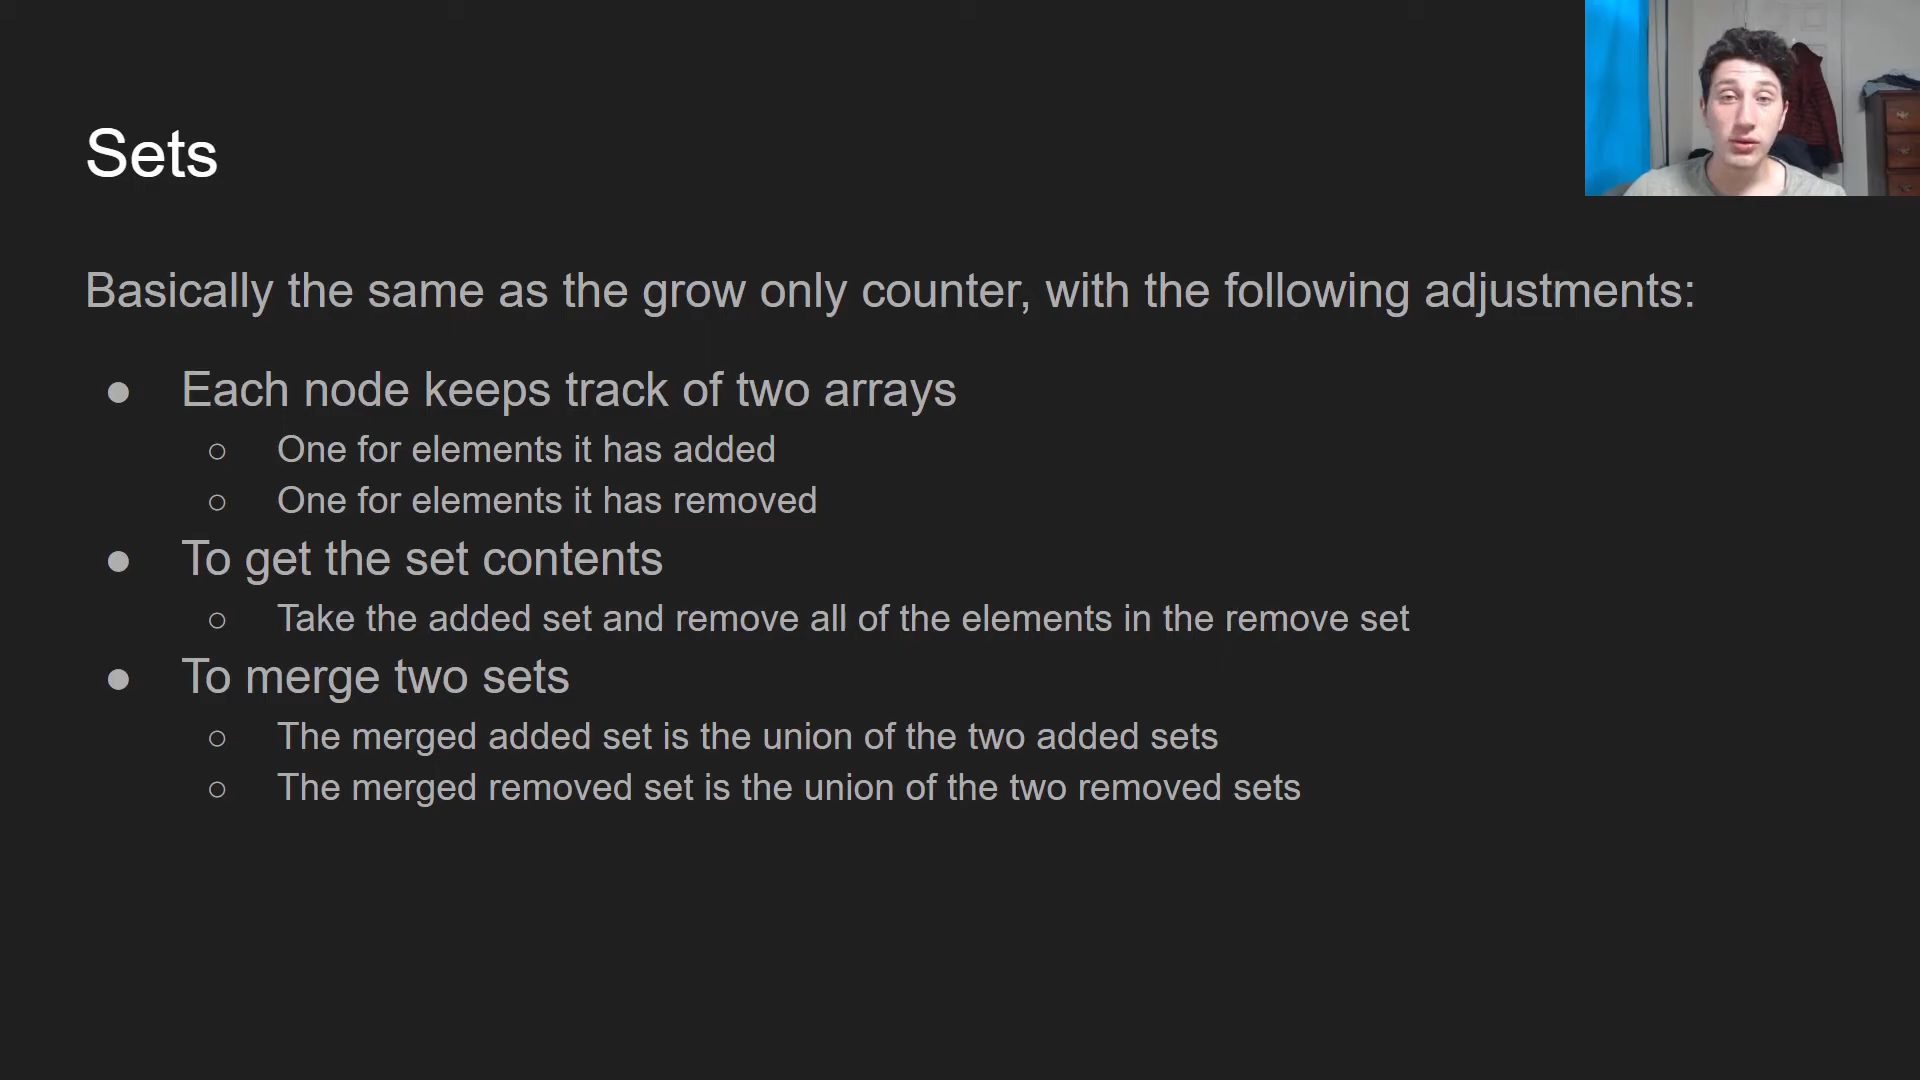 Sets
Basically the same as the grow only counter, with the following adjustments:
● Each node keeps track of two arrays
○ One for elements it has added
○ One for elements it has removed
● To get the set contents
○ Take the added set and remove all of the elements in the remove set
● To merge two sets
○ The merged added set is the union of the two added sets
○ The merged removed set is the union of the two removed sets